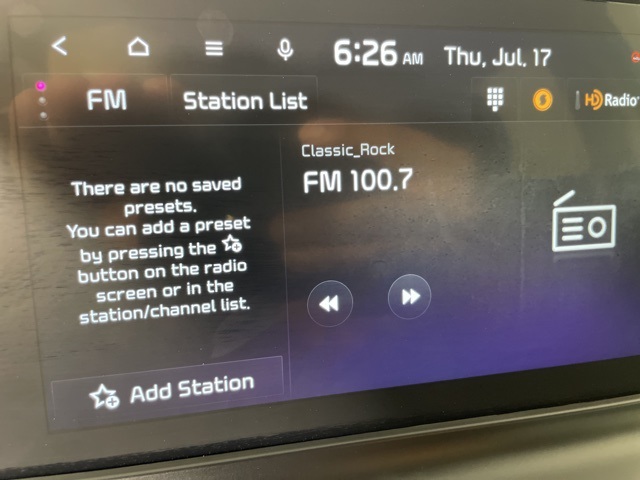 6:26 AM Thu, Jul, 17
FM Station List HD Radio
Classic_Rock
FM 100.7
There are no saved
presets.
You can add a preset
by pressing the
button on the radio
screen or in the
station/channel list.
Add Station